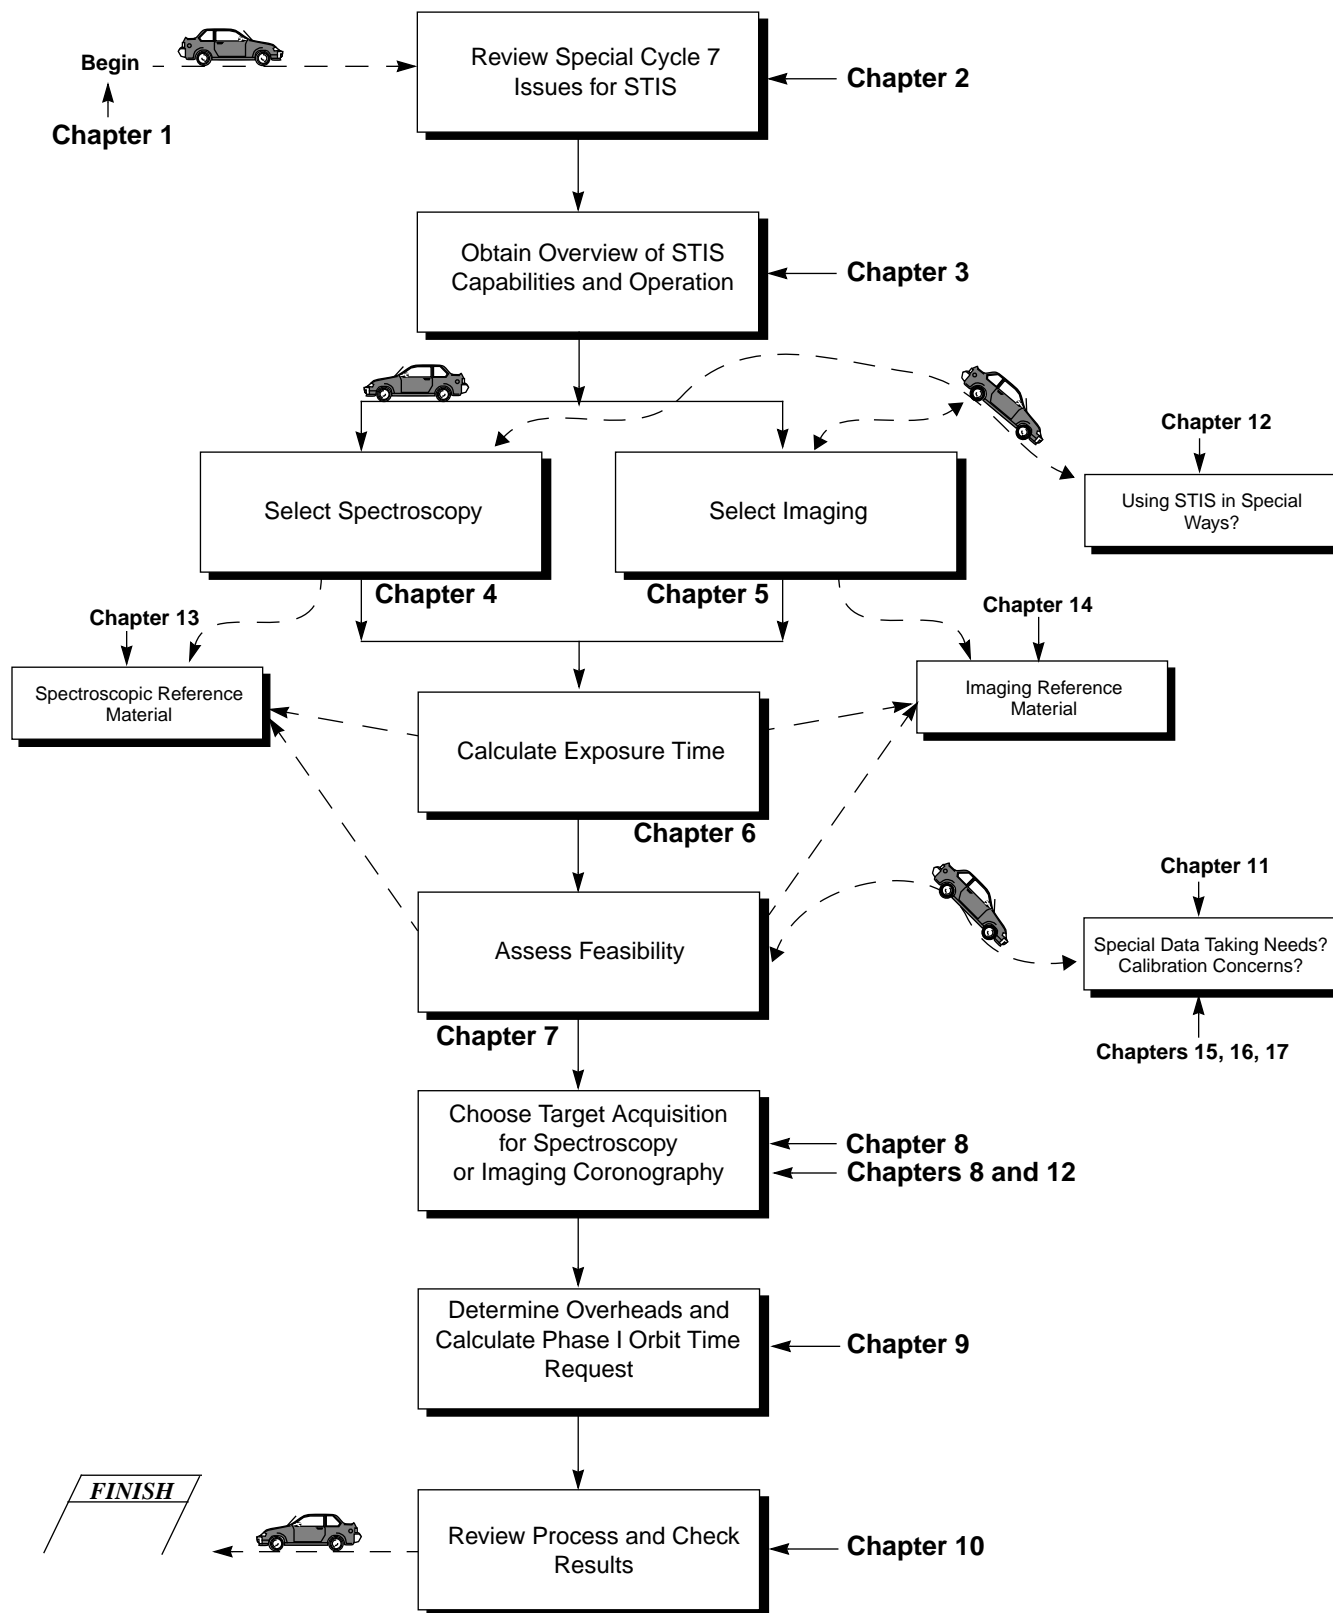 Begin
Chapter 1
Review Special Cycle 7
Issues for STIS
Chapter 2
Obtain Overview of STIS
Capabilities and Operation
Chapter 3
Select Spectroscopy
Chapter 4
Select Imaging
Chapter 5
Chapter 12
Using STIS in Special
Ways?
Chapter 13
Spectroscopic Reference
Material
Chapter 14
Imaging Reference
Material
Calculate Exposure Time
Chapter 6
Assess Feasibility
Chapter 7
Chapter 11
Special Data Taking Needs?
Calibration Concerns?
Chapters 15, 16, 17
Choose Target Acquisition
for Spectroscopy
or Imaging Coronography
Chapter 8
Chapters 8 and 12
Determine Overheads and
Calculate Phase I Orbit Time
Request
Chapter 9
Review Process and Check
Results
Chapter 10
FINISH